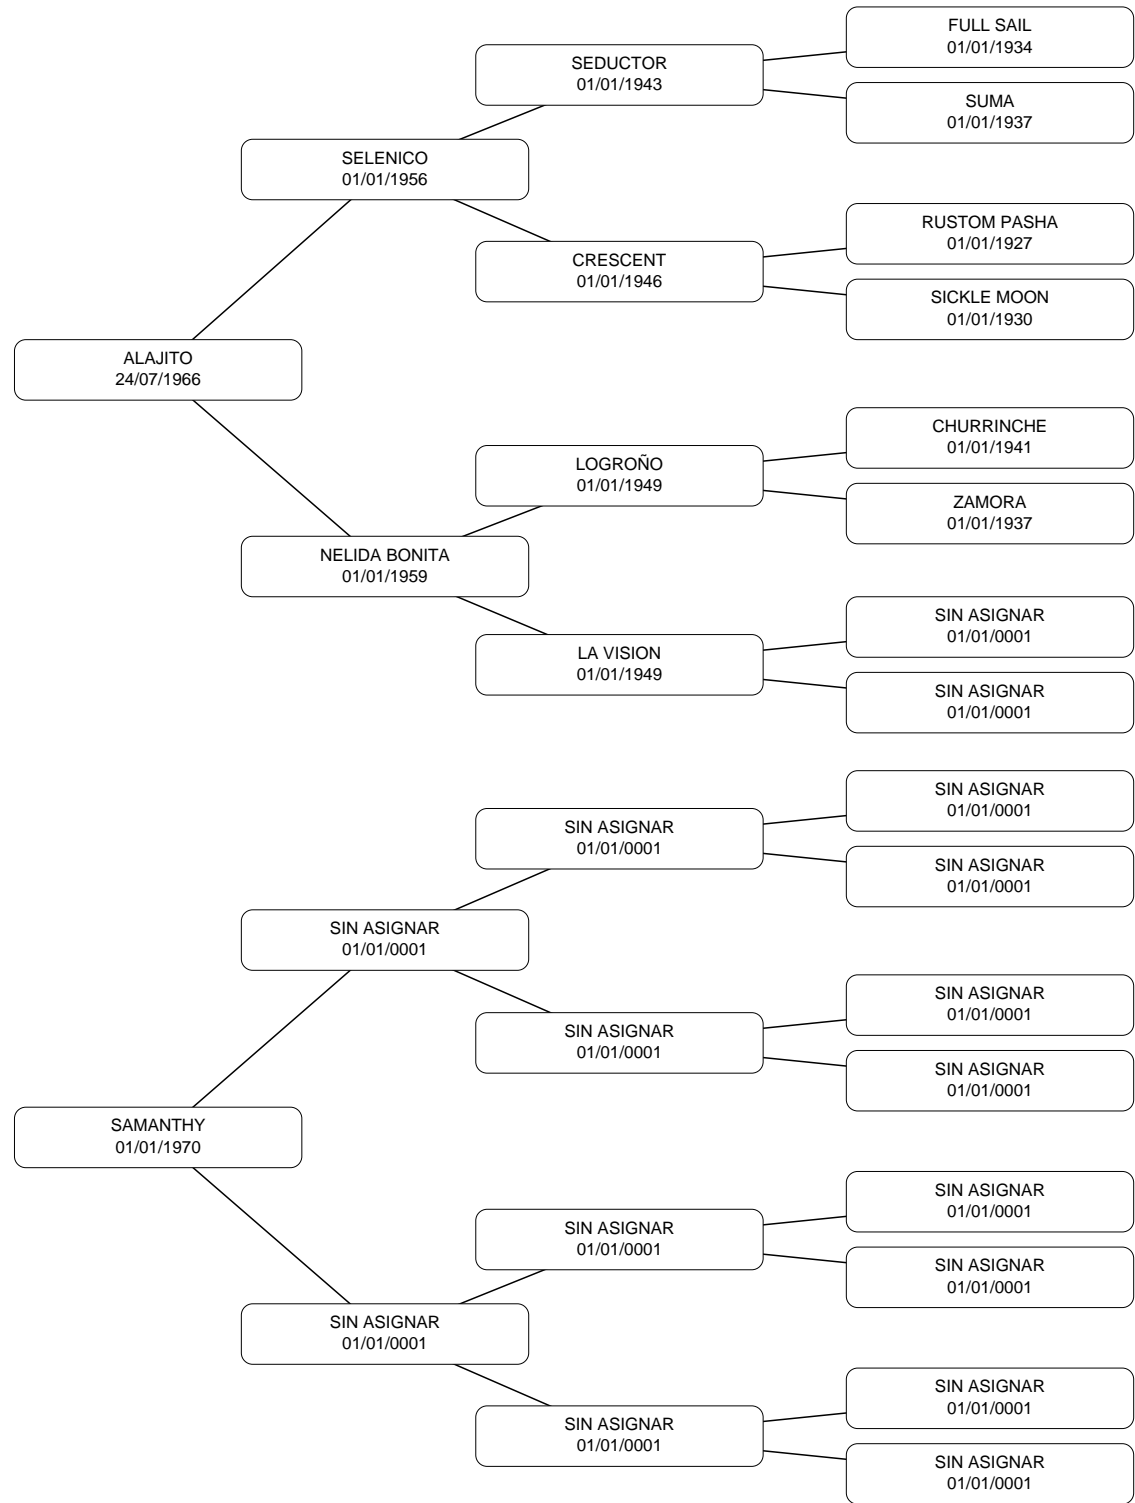 FULL SAIL
01/01/1934
SEDUCTOR
01/01/1943
SUMA
01/01/1937
SELENICO
01/01/1956
RUSTOM PASHA
01/01/1927
CRESCENT
01/01/1946
SICKLE MOON
01/01/1930
ALAJITO
24/07/1966
CHURRINCHE
01/01/1941
LOGROÑO
01/01/1949
ZAMORA
01/01/1937
NELIDA BONITA
01/01/1959
SIN ASIGNAR
01/01/0001
LA VISION
01/01/1949
SIN ASIGNAR
01/01/0001
SIN ASIGNAR
01/01/0001
SIN ASIGNAR
01/01/0001
SIN ASIGNAR
01/01/0001
SIN ASIGNAR
01/01/0001
SIN ASIGNAR
01/01/0001
SIN ASIGNAR
01/01/0001
SIN ASIGNAR
01/01/0001
SAMANTHY
01/01/1970
SIN ASIGNAR
01/01/0001
SIN ASIGNAR
01/01/0001
SIN ASIGNAR
01/01/0001
SIN ASIGNAR
01/01/0001
SIN ASIGNAR
01/01/0001
SIN ASIGNAR
01/01/0001
SIN ASIGNAR
01/01/0001